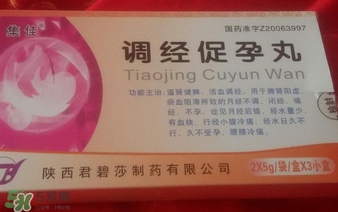 集佳
国药准字Z20063997
调经促孕丸
Tiaojing Cuyun Wan
功能主治:温肾健脾、活血调经、用于脾肾阳虚、
瘀血阻滞所致的月经不调、闭经、痛
经、不孕、症见月经后错、经水量少、
有血块、行经小腹冷痛、经水日久不
行、久不受孕、腰膝冷痛。
2X5g/袋/盒X3小盒
陕西君碧莎制药有限公司